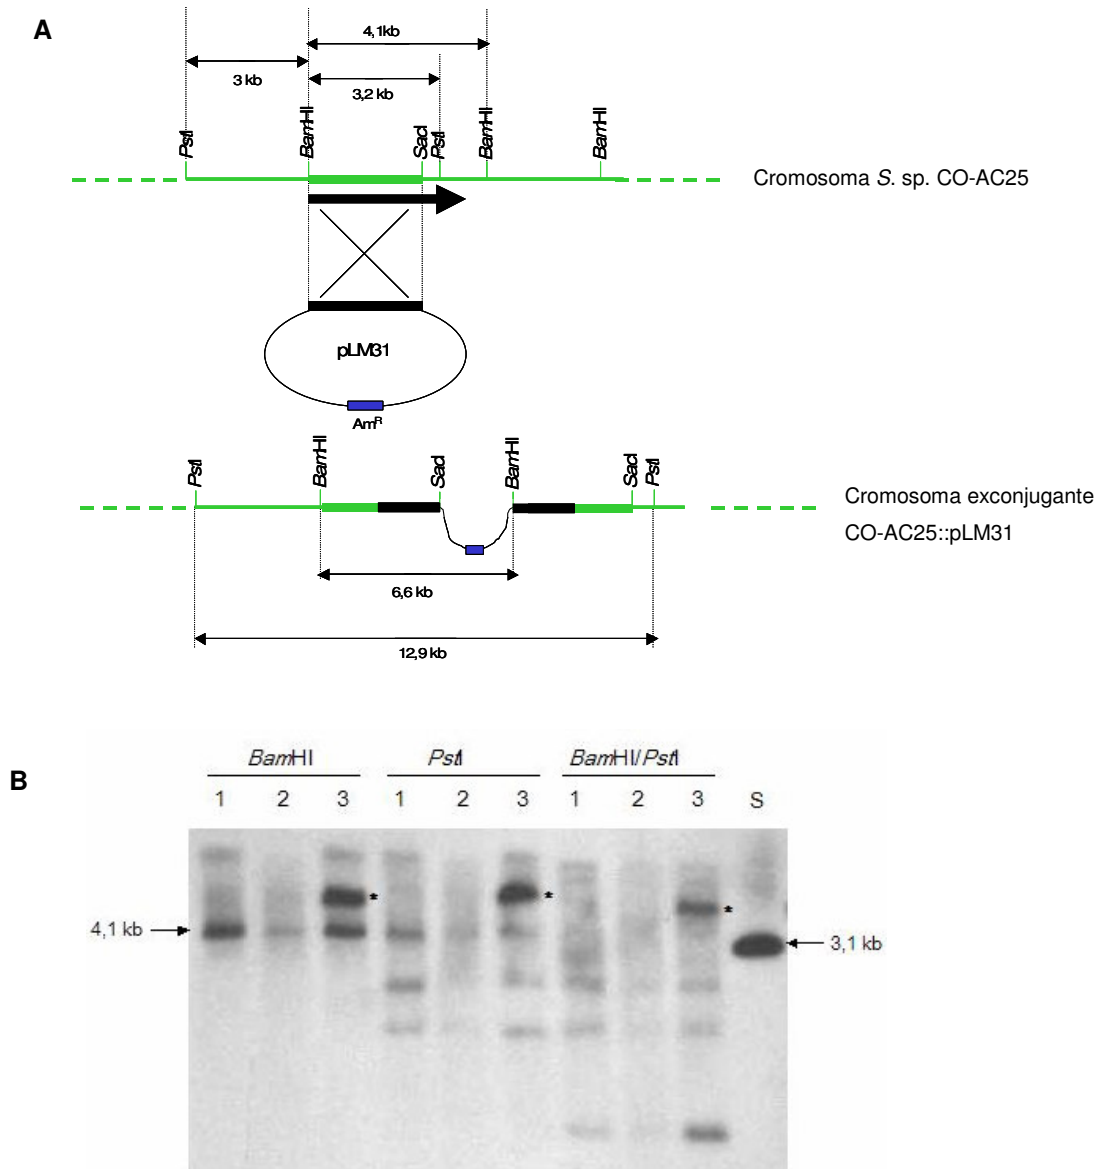 A
4,1kb
3 kb
3,2 kb
PstI
BamHI
SacI
PstI
BamHI
BamHI
Cromosoma S. sp. CO-AC25
pLM31
Am^R
PstI
BamHI
SacI
BamHI
SacI
PstI
Cromosoma exconjugante
CO-AC25::pLM31
6,6 kb
12,9 kb
B
BamHI PstI BamHI/PstI
1 2 3 1 2 3 1 2 3 S
* * *
4,1 kb
3,1 kb